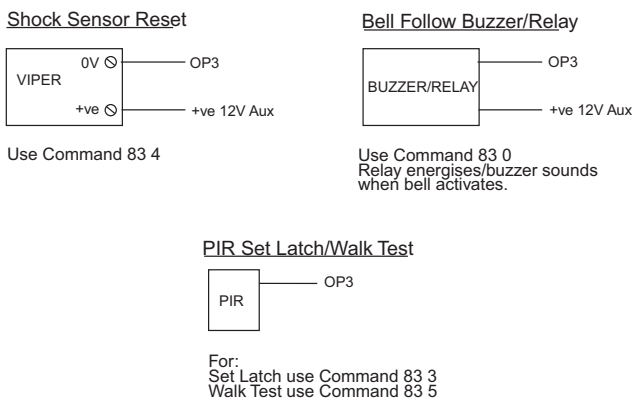 Shock Sensor Reset
0V
OP3
VIPER
+ve
+ve 12V Aux
Use Command 83 4
Bell Follow Buzzer/Relay
OP3
BUZZER/RELAY
+ve 12V Aux
Use Command 83 0
Relay energises/buzzer sounds
when bell activates.
PIR Set Latch/Walk Test
OP3
PIR
For:
Set Latch use Command 83 3
Walk Test use Command 83 5